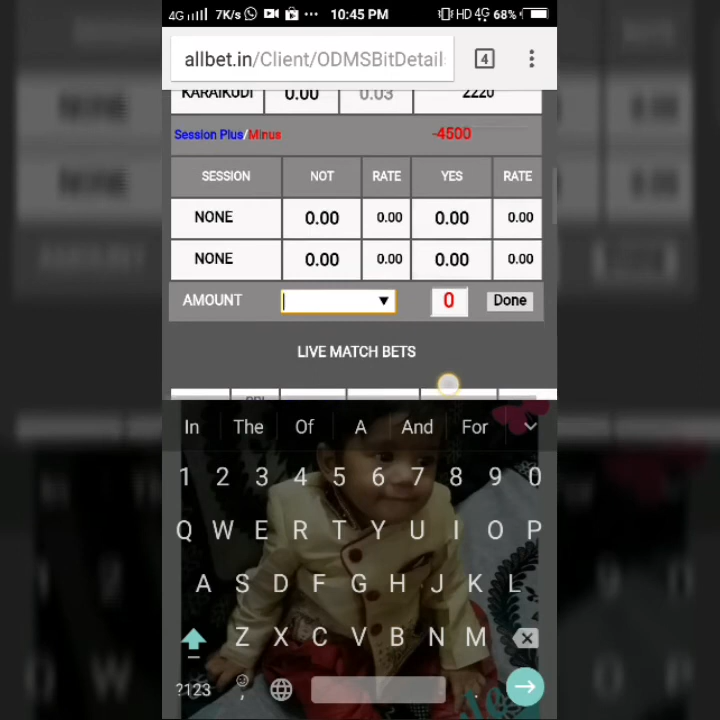 4G 7K/s 10:45 PM HD 4G 68%
allbet.in/Client/ODMSBitDetail 4
KARAIKUDI 0.00 0.03 2220
Session Plus/Minus -4500
SESSION NOT RATE YES RATE
NONE 0.00 0.00 0.00 0.00
NONE 0.00 0.00 0.00 0.00
AMOUNT 0 Done
LIVE MATCH BETS
In The Of A And For
1 2 3 4 5 6 7 8 9 0
Q W E R T Y U I O P
A S D F G H J K L
Z X C V B N M
?123 , .